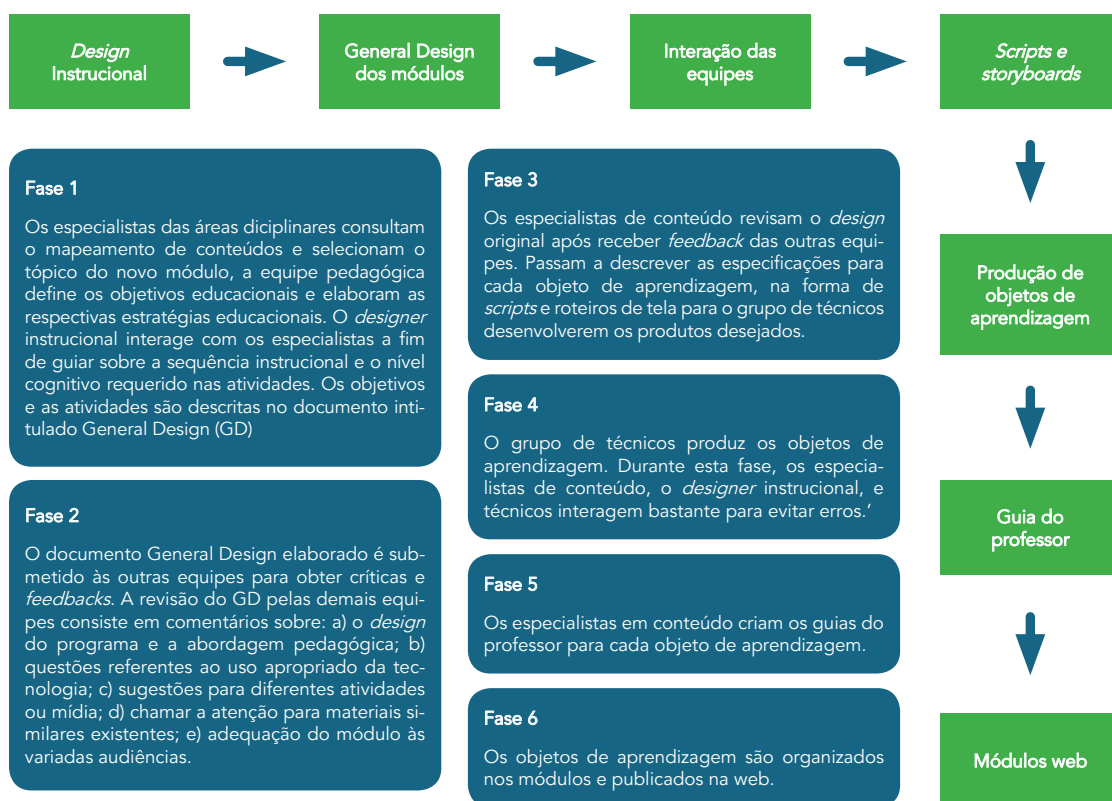 Design
Instrucional
General Design
dos módulos
Interação das
equipes
Scripts e
storyboards
Fase 1
Os especialistas das áreas diciplinares consultam
o mapeamento de conteúdos e selecionam o
tópico do novo módulo, a equipe pedagógica
define os objetivos educacionais e elaboram as
respectivas estratégias educacionais. O designer
instrucional interage com os especialistas a fim
de guiar sobre a sequência instrucional e o nível
cognitivo requerido nas atividades. Os objetivos
e as atividades são descritas no documento inti-
tulado General Design (GD)
Fase 2
O documento General Design elaborado é sub-
metido às outras equipes para obter críticas e
feedbacks. A revisão do GD pelas demais equi-
pes consiste em comentários sobre: a) o design
do programa e a abordagem pedagógica; b)
questões referentes ao uso apropriado da tec-
nologia; c) sugestões para diferentes atividades
ou mídia; d) chamar a atenção para materiais si-
milares existentes; e) adequação do módulo às
variadas audiências.
Fase 3
Os especialistas de conteúdo revisam o design
original após receber feedback das outras equi-
pes. Passam a descrever as especificações para
cada objeto de aprendizagem, na forma de
scripts e roteiros de tela para o grupo de técnicos
desenvolverem os produtos desejados.
Fase 4
O grupo de técnicos produz os objetos de
aprendizagem. Durante esta fase, os especia-
listas de conteúdo, o designer instrucional, e
técnicos interagem bastante para evitar erros.’
Fase 5
Os especialistas em conteúdo criam os guias do
professor para cada objeto de aprendizagem.
Fase 6
Os objetos de aprendizagem são organizados
nos módulos e publicados na web.
Produção de
objetos de
aprendizagem
Guia do
professor
Módulos web